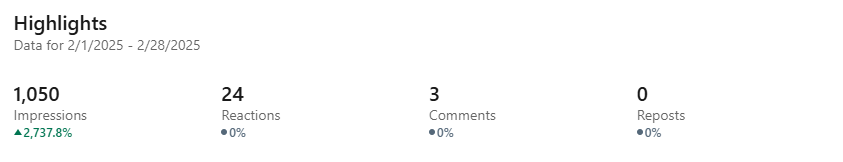 Highlights
Data for 2/1/2025 - 2/28/2025
1,050
Impressions
▲2,737.8%
24
Reactions
●0%
3
Comments
●0%
0
Reposts
●0%